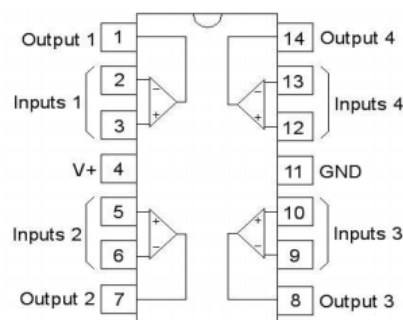 Output 1 1 14 Output 4
2 − − 13
Inputs 1 Inputs 4
3 + + 12
V+ 4 11 GND
5 + + 10
Inputs 2 Inputs 3
6 − − 9
Output 2 7 8 Output 3